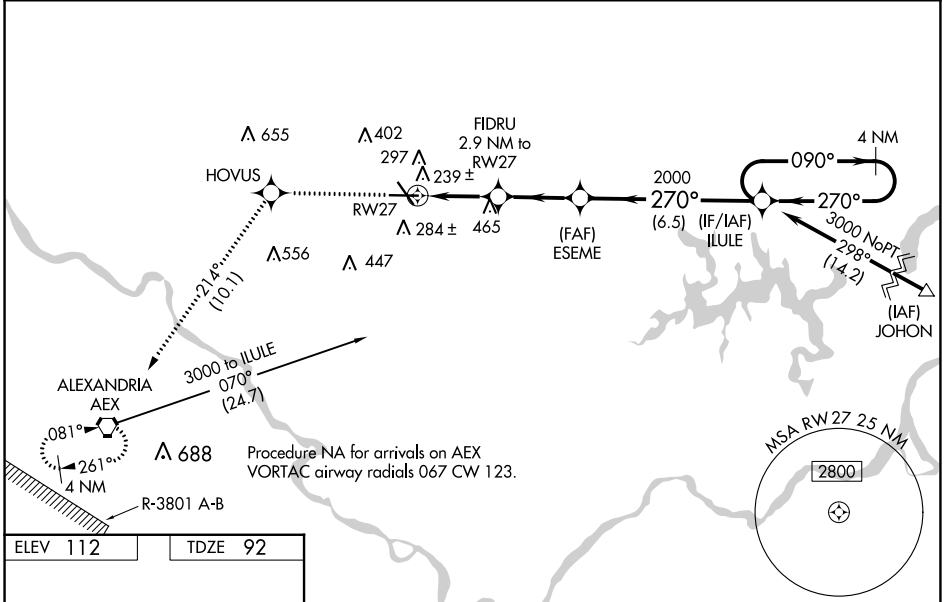 655
402
297
239 ±
FIDRU
2.9 NM to
RW27
4 NM
090°
HOVUS
RW27
2000
270°
(6.5)
270°
(IF/IAF)
ILULE
284 ±
465
(FAF)
ESEME
3000 NoPT
298°
(14.2)
(IAF)
JOHON
556
447
214°
(10.1)
3000 to ILULE
070°
(24.7)
ALEXANDRIA
AEX
081°
261°
4 NM
688
Procedure NA for arrivals on AEX
VORTAC airway radials 067 CW 123.
R-3801 A-B
MSA RW 27 25 NM
2800
ELEV 112
TDZE 92